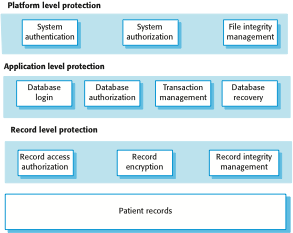 Platform level protection
System authentication
System authorization
File integrity management
Application level protection
Database login
Database authorization
Transaction management
Database recovery
Record level protection
Record access authorization
Record encryption
Record integrity management
Patient records